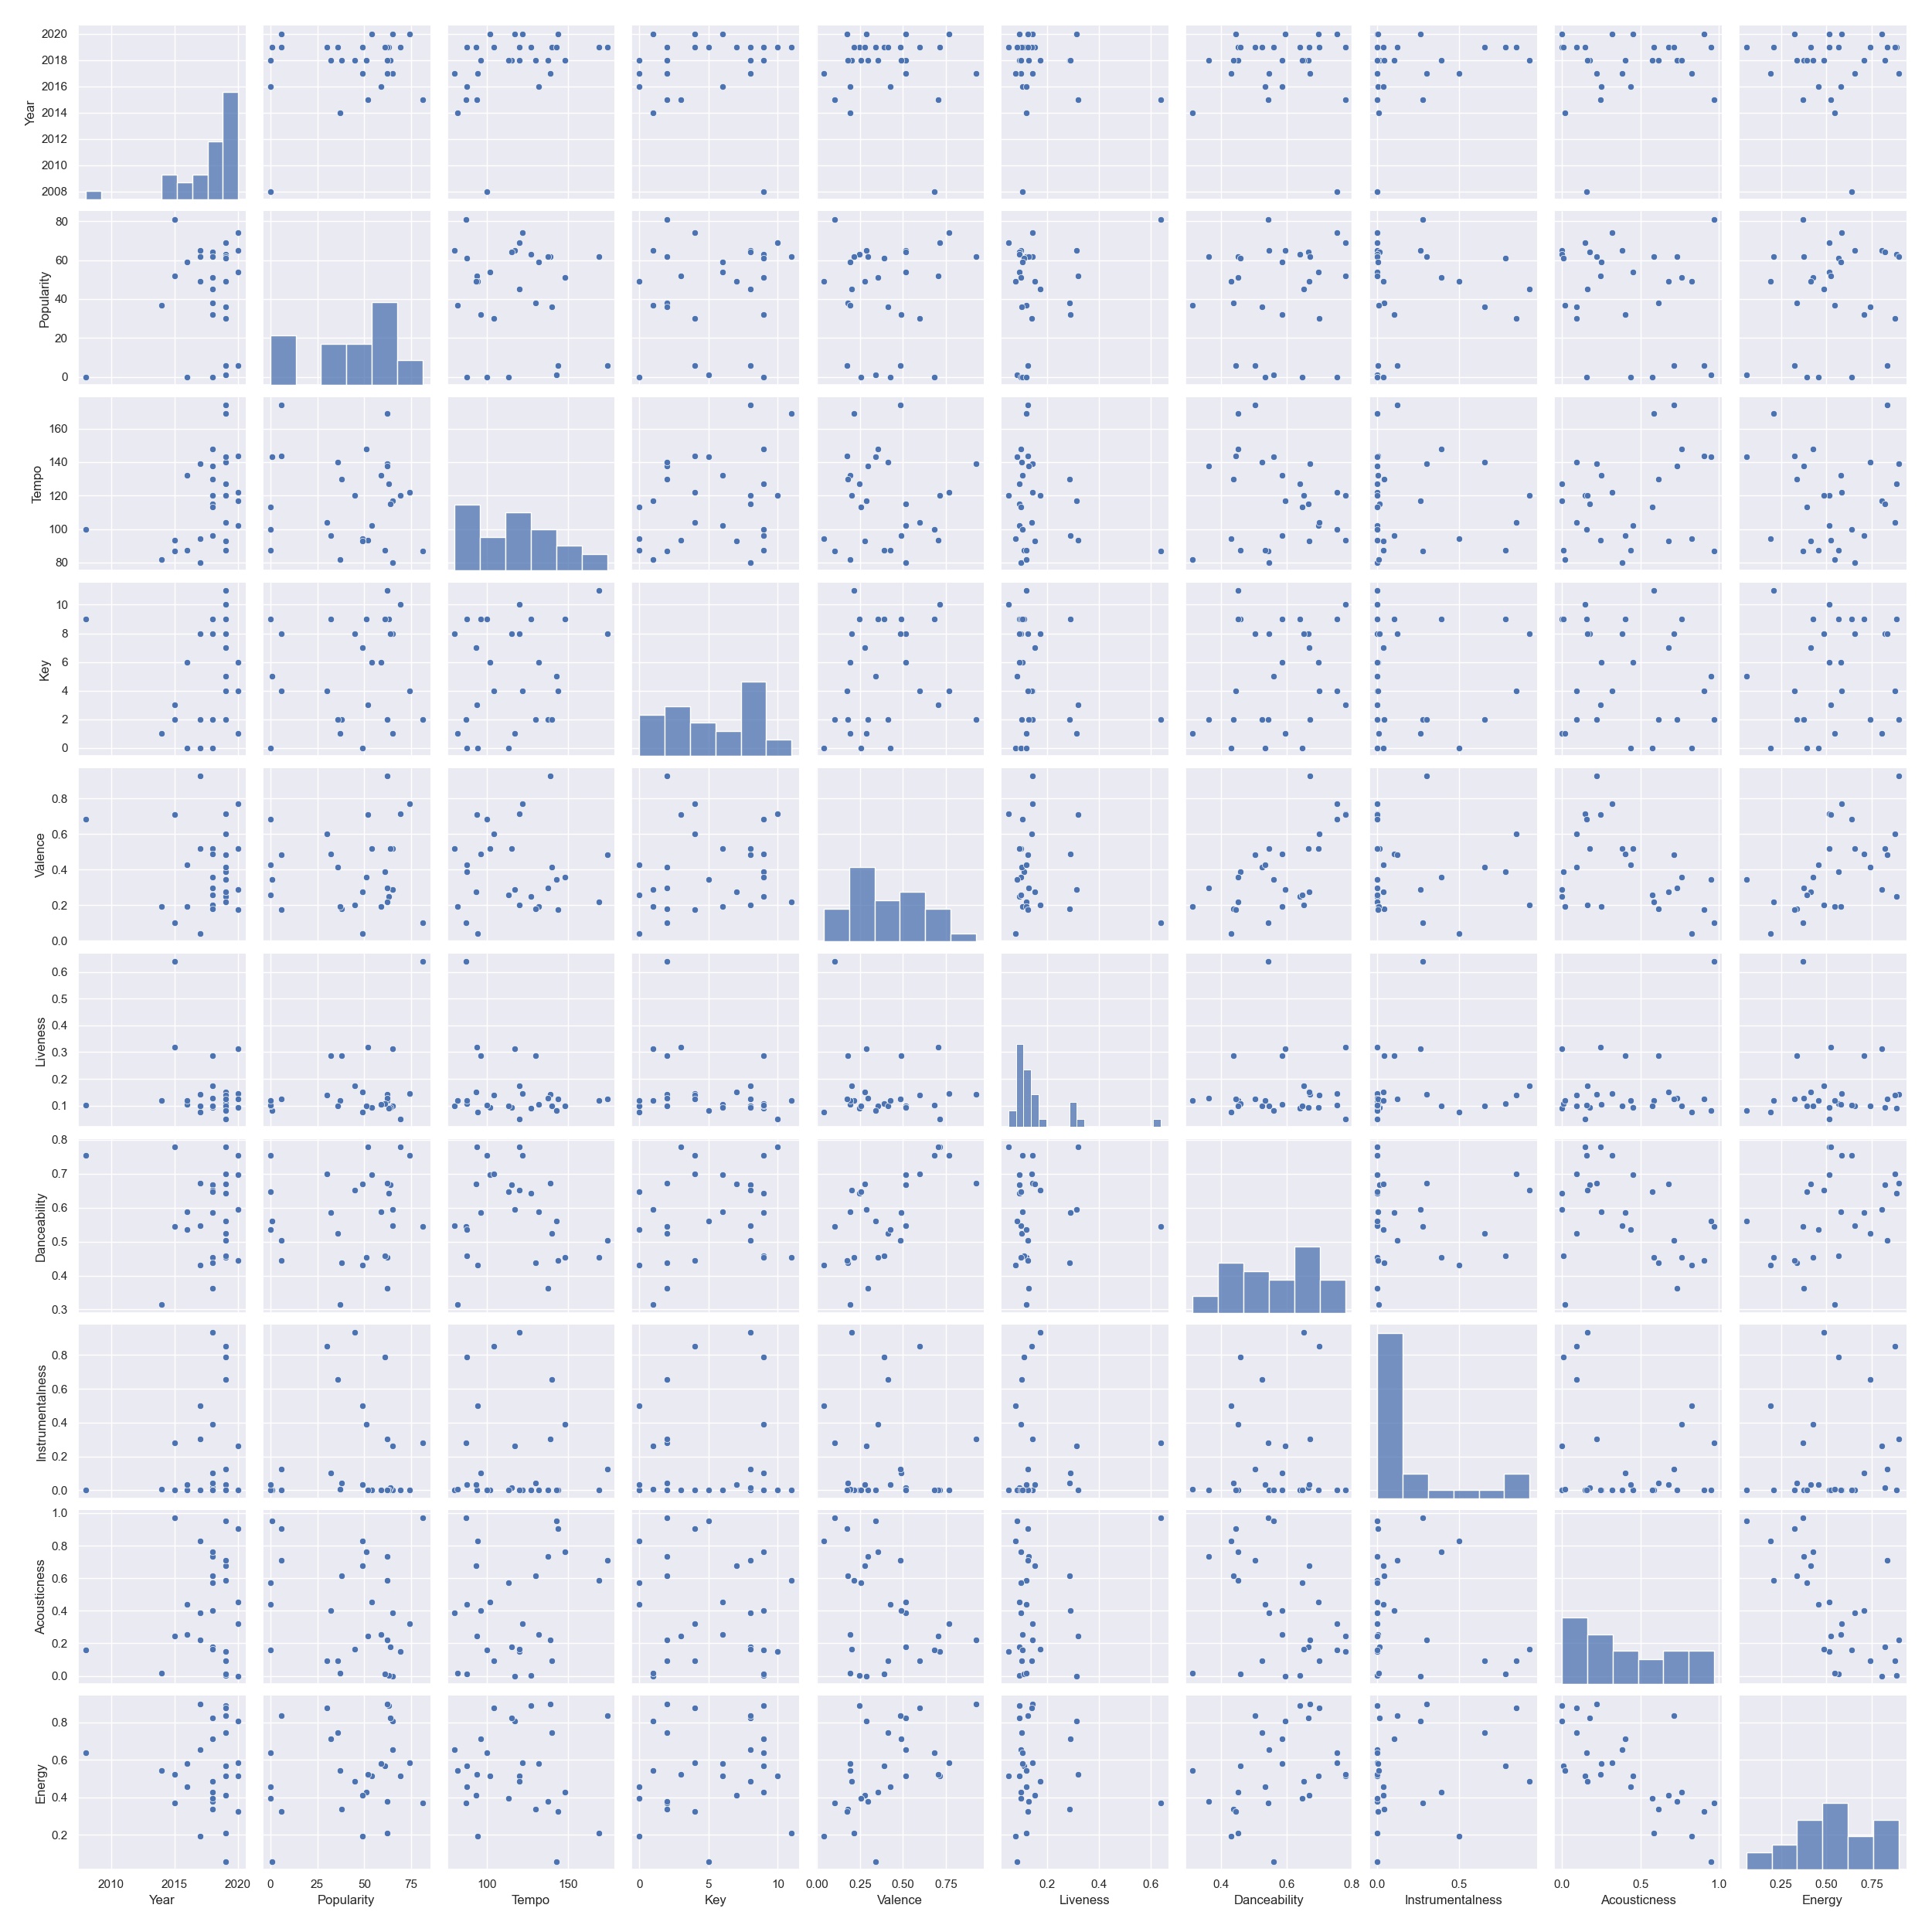 2020
2018
2016
2014
2012
2010
2008
Year
80
60
40
20
0
Popularity
160
140
120
100
80
Tempo
10
8
6
4
2
0
Key
0.8
0.6
0.4
0.2
0.0
Valence
0.6
0.5
0.4
0.3
0.2
0.1
Liveness
0.8
0.7
0.6
0.5
0.4
0.3
Danceability
0.8
0.6
0.4
0.2
0.0
Instrumentalness
1.0
0.8
0.6
0.4
0.2
0.0
Acousticness
0.8
0.6
0.4
0.2
Energy
2010 2015 2020
Year
0 25 50 75
Popularity
100 150
Tempo
0 5 10
Key
0.00 0.25 0.50 0.75
Valence
0.2 0.4 0.6
Liveness
0.4 0.6 0.8
Danceability
0.0 0.5
Instrumentalness
0.0 0.5 1.0
Acousticness
0.25 0.50 0.75
Energy